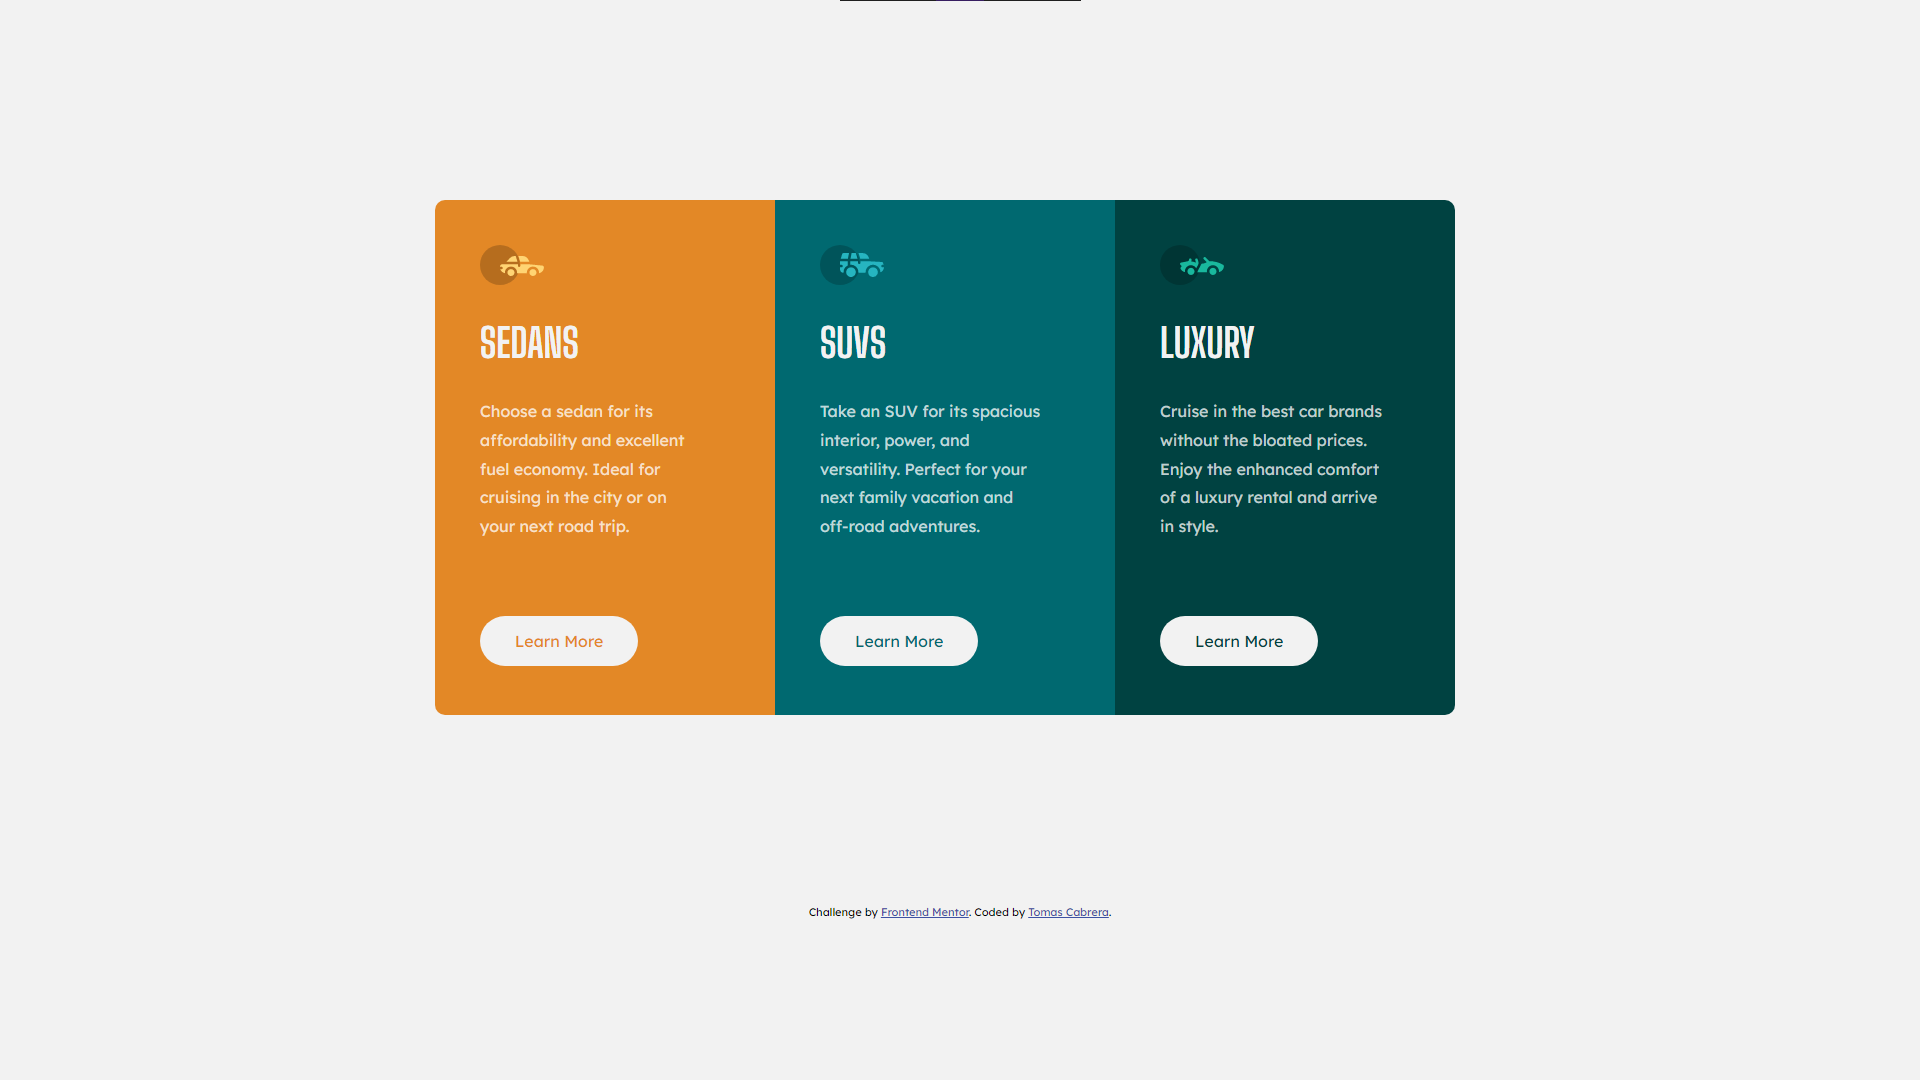 SEDANS
Choose a sedan for its
affordability and excellent
fuel economy. Ideal for
cruising in the city or on
your next road trip.
Learn More
SUVS
Take an SUV for its spacious
interior, power, and
versatility. Perfect for your
next family vacation and
off-road adventures.
Learn More
LUXURY
Cruise in the best car brands
without the bloated prices.
Enjoy the enhanced comfort
of a luxury rental and arrive
in style.
Learn More
Challenge by Frontend Mentor. Coded by Tomas Cabrera.